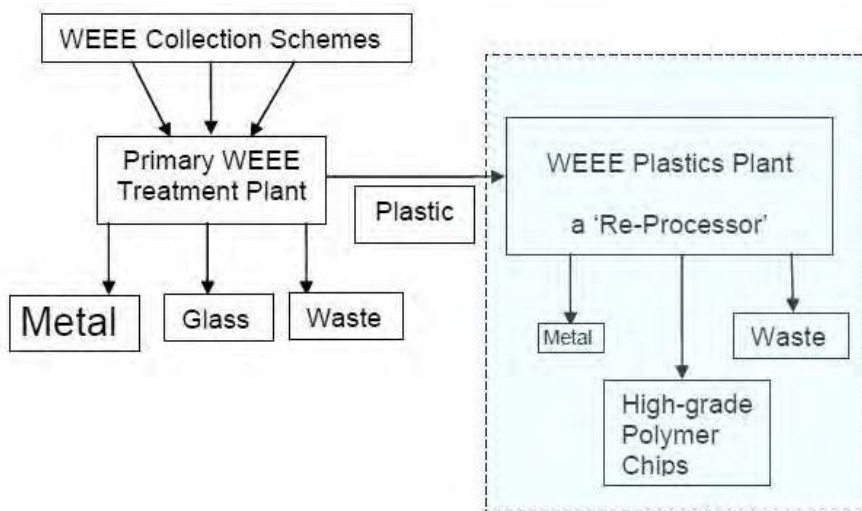 WEEE Collection Schemes
Primary WEEE
Treatment Plant
Plastic
Metal
Glass
Waste
WEEE Plastics Plant
a ‘Re-Processor’
Metal
Waste
High-grade
Polymer
Chips